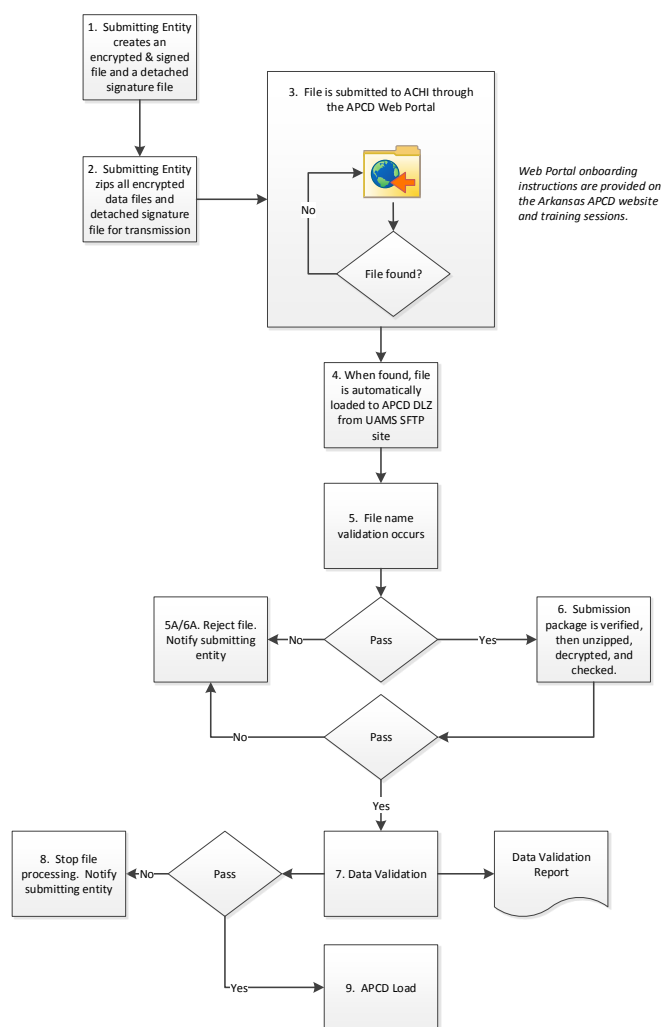 1. Submitting Entity
creates an
encrypted & signed
file and a detached
signature file
2. Submitting Entity
zips all encrypted
data files and
detached signature
file for transmission
3. File is submitted to ACHI through
the APCD Web Portal
No
File found?
Web Portal onboarding
instructions are provided on
the Arkansas APCD website
and training sessions.
4. When found, file
is automatically
loaded to APCD DLZ
from UAMS SFTP
site
5. File name
validation occurs
5A/6A. Reject file.
Notify submitting
entity
No
Pass
Yes
6. Submission
package is verified,
then unzipped,
decrypted, and
checked.
No
Pass
Yes
8. Stop file
processing. Notify
submitting entity
No
Pass
7. Data Validation
Data Validation
Report
Yes
9. APCD Load